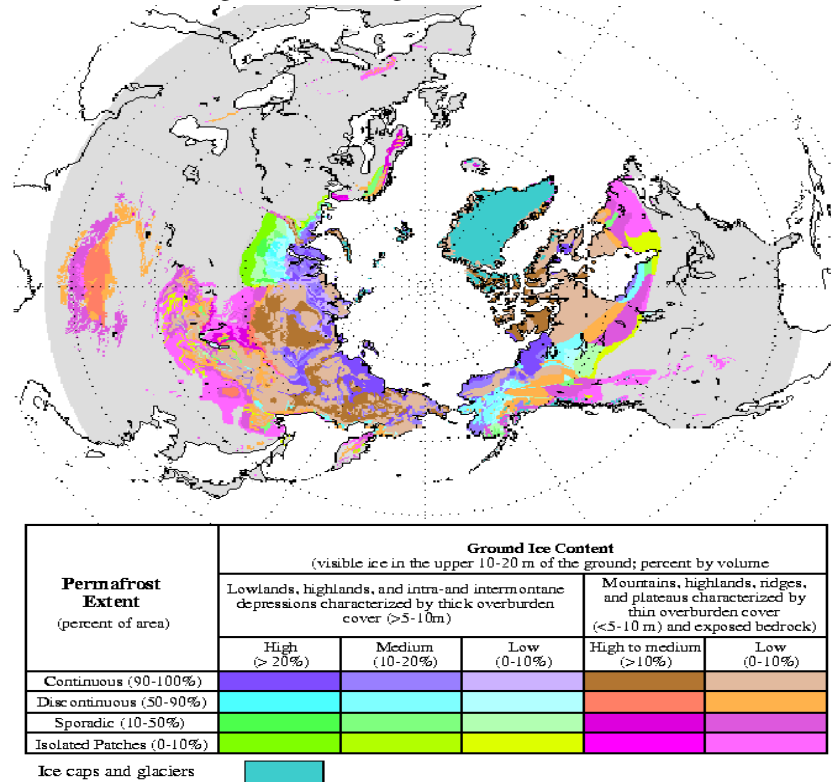 Ground Ice Content
(visible ice in the upper 10-20 m of the ground; percent by volume
Permafrost
Extent
(percent of area)
Lowlands, highlands, and intra-and intermontane
depressions characterized by thick overburden
cover (>5-10m)
Mountains, highlands, ridges,
and plateaus characterized by
thin overburden cover
(<5-10 m) and exposed bedrock)
High
(> 20%)
Medium
(10-20%)
Low
(0-10%)
High to medium
(>10%)
Low
(0-10%)
Continuous (90-100%)
Discontinuous (50-90%)
Sporadic (10-50%)
Isolated Patches (0-10%)
Ice caps and glaciers